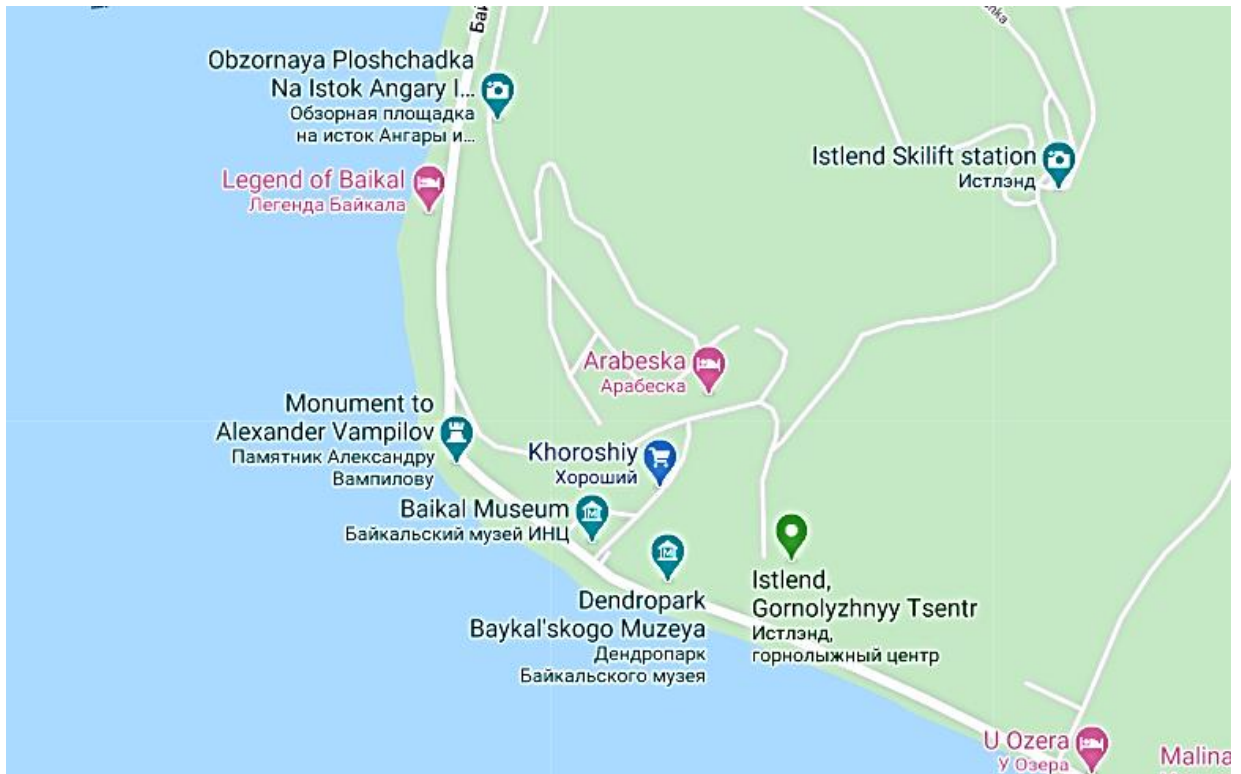 Бай
nka
Obzornaya Ploshchadka
Na Istok Angary I...
Обзорная площадка
на исток Ангары и...
Istlend Skilift station
Истлэнд
Legend of Baikal
Легенда Байкала
Arabeska
Арабеска
Monument to
Alexander Vampilov
Памятник Александру
Вампилову
Khoroshiy
Хороший
Baikal Museum
Байкальский музей ИНЦ
Dendropark
Baykal'skogo Muzeya
Дендропарк
Байкальского музея
Istlend,
Gornolyzhnyy Tsentr
Истлэнд,
горнолыжный центр
U Ozera
У Озера
Malina